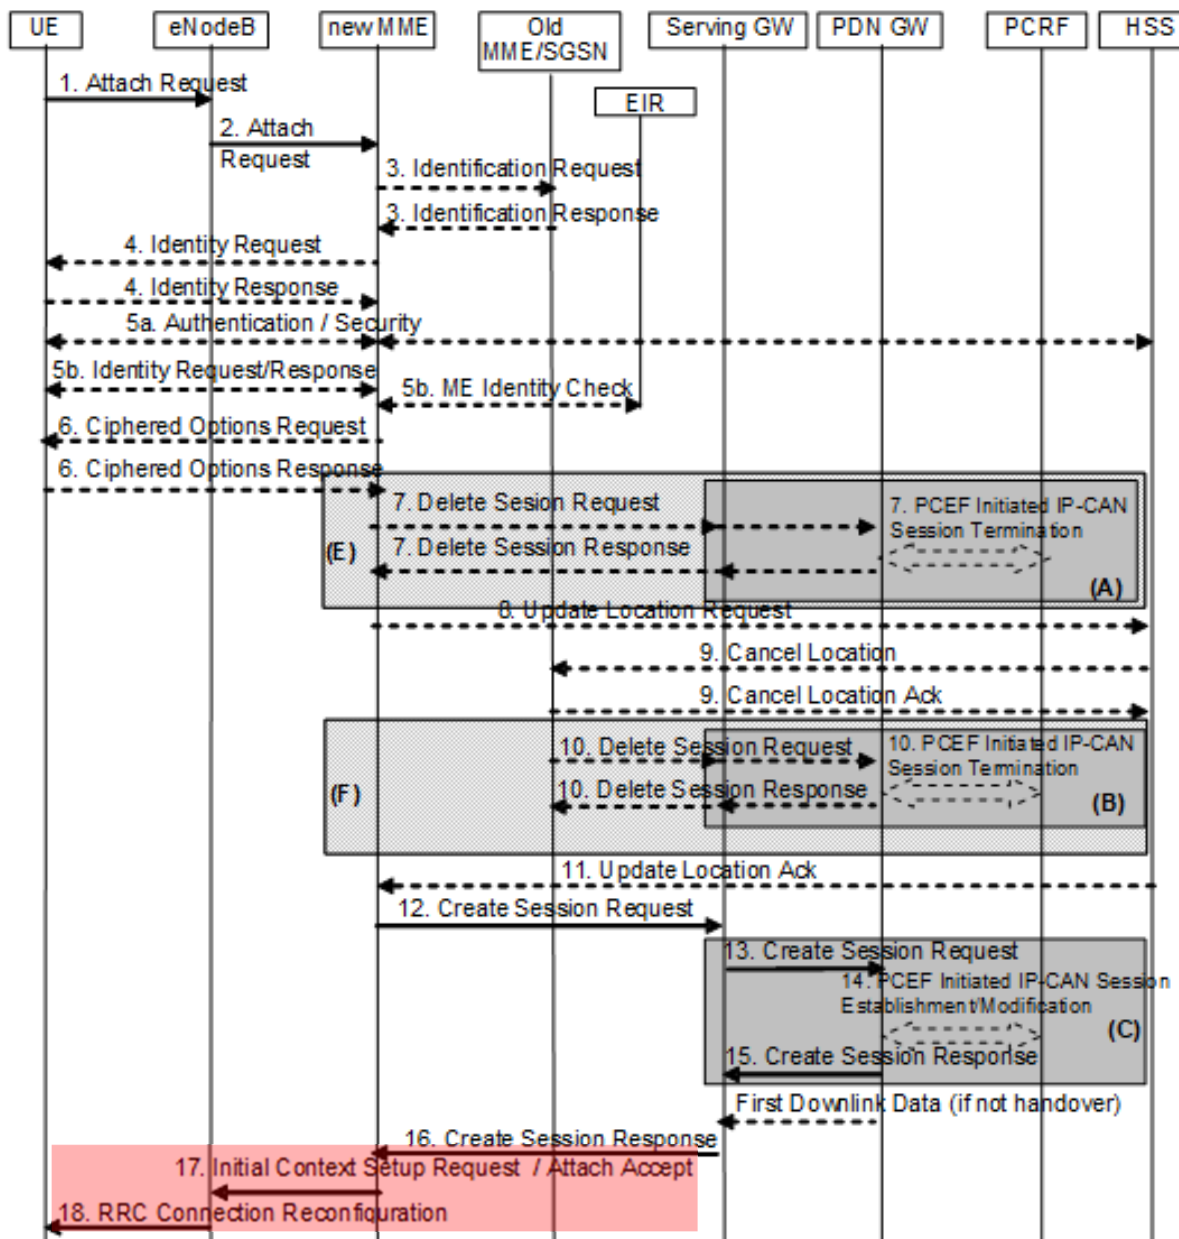 UE
eNodeB
new MME
Old
MME/SGSN
Serving GW
PDN GW
PCRF
HSS
EIR
1. Attach Request
2. Attach
Request
3. Identification Request
3. Identification Response
4. Identity Request
4. Identity Response
5a. Authentication / Security
5b. Identity Request/Response
5b. ME Identity Check
6. Ciphered Options Request
6. Ciphered Options Response
7. Delete Sesion Request
7. PCEF Initiated IP-CAN
Session Termination
(E)
7. Delete Session Response
(A)
8. Update Location Request
9. Cancel Location
9. Cancel Location Ack
10. Delete Session Request
10. PCEF Initiated IP-CAN
Session Termination
(F)
10. Delete Session Response
(B)
11. Update Location Ack
12. Create Session Request
13. Create Session Request
14. PCEF Initiated IP-CAN Session
Establishment/Modification
(C)
15. Create Session Response
First Downlink Data (if not handover)
16. Create Session Response
17. Initial Context Setup Request / Attach Accept
18. RRC Connection Reconfiguration